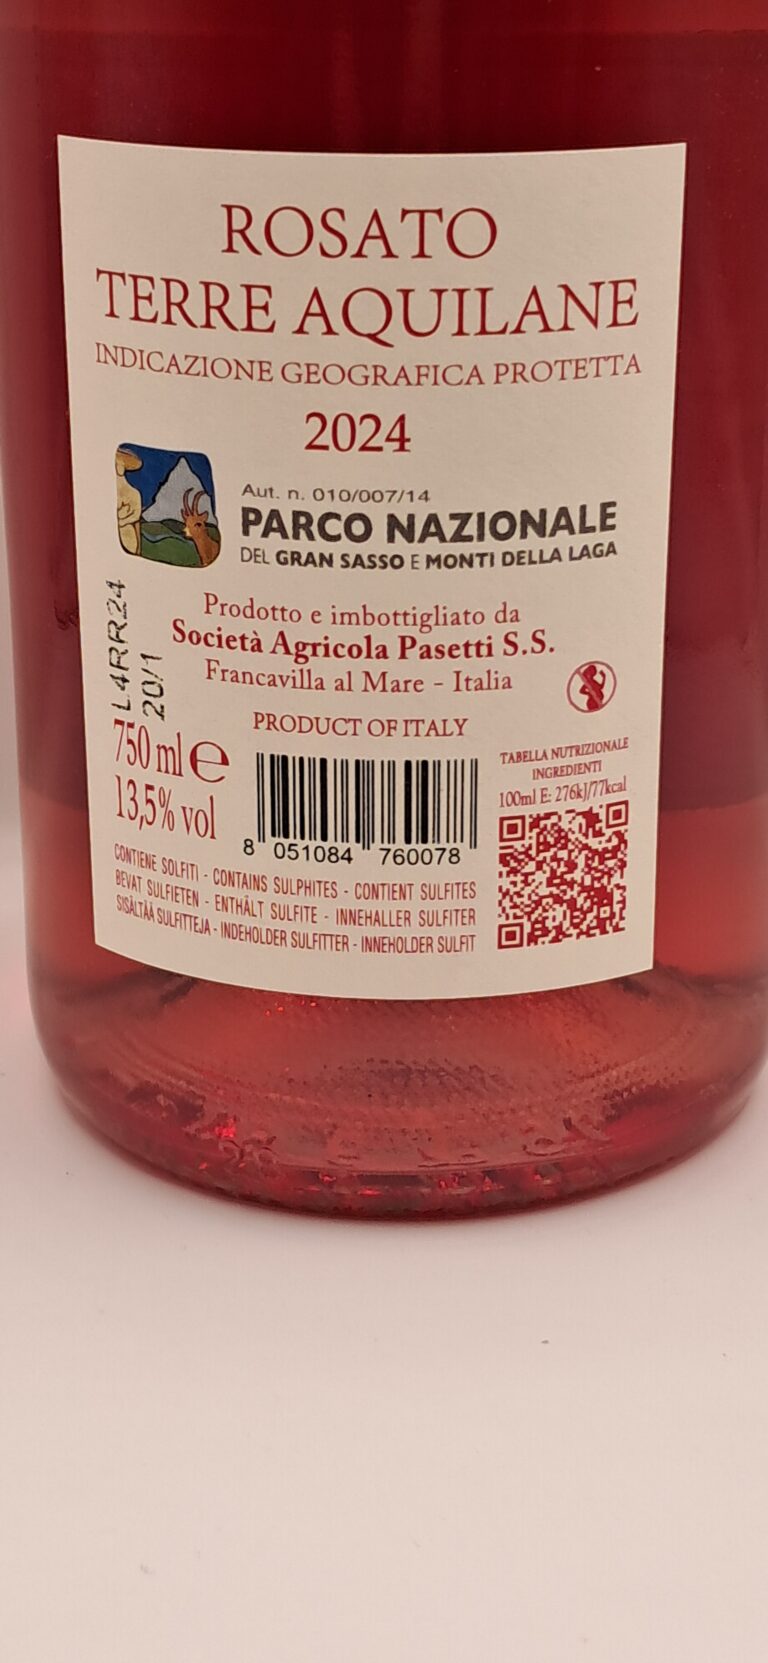 ROSATO
TERRE AQUILANE
INDICAZIONE GEOGRAFICA PROTETTA
2024
Aut. n. 010/007/14
PARCO NAZIONALE
DEL GRAN SASSO E MONTI DELLA LAGA
L4RR24
20/1
Prodotto e imbottigliato da
Società Agricola Pasetti S.S.
Francavilla al Mare - Italia
PRODUCT OF ITALY
750 ml e
13,5% vol
8 051084 760078
TABELLA NUTRIZIONALE
INGREDIENTI
100ml E: 276kJ/77kcal
CONTIENE SOLFITI - CONTAINS SULPHITES - CONTIENT SULFITES
BEVAT SULFIETEN - ENTHÄLT SULFITE - INNEHALLER SULFITER
SISÄLTÄÄ SULFITTEJA - INDEHOLDER SULFITTER - INNEHOLDER SULFIT